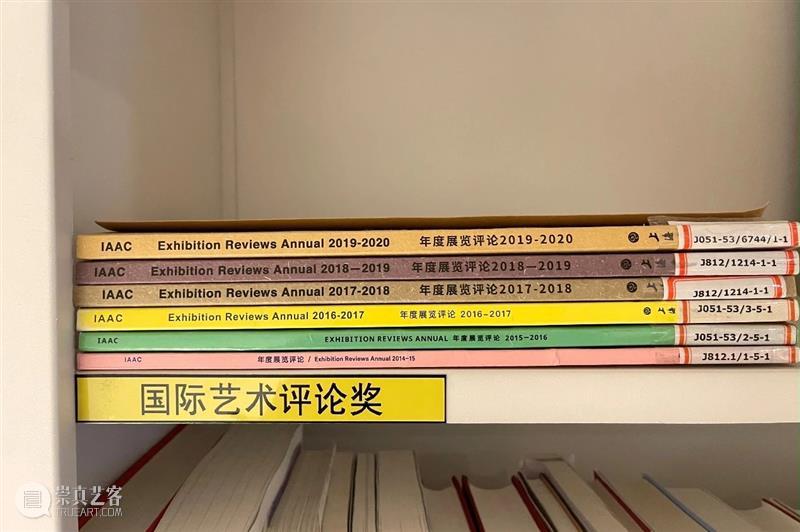 IAAC Exhibition Reviews Annual 2019-2020 年度展览评论2019-2020 J051-53/6744/1-1
IAAC Exhibition Reviews Annual 2018—2019 年度展览评论2018—2019 J812/1214-1-1
IAAC Exhibition Reviews Annual 2017-2018 年度展览评论2017-2018 J812/1214-1-1
IAAC Exhibition Reviews Annual 2016-2017 年度展览评论 2016-2017 J051-53/3-5-1
IAAC EXHIBITION REVIEWS ANNUAL 年度展览评论 2015-2016 J051-53/2-5-1
IAAC 年度展览评论 / Exhibition Reviews Annual 2014-15 J812.1/1-5-1
国际艺术评论奖
崇真艺客
TRUEART.COM